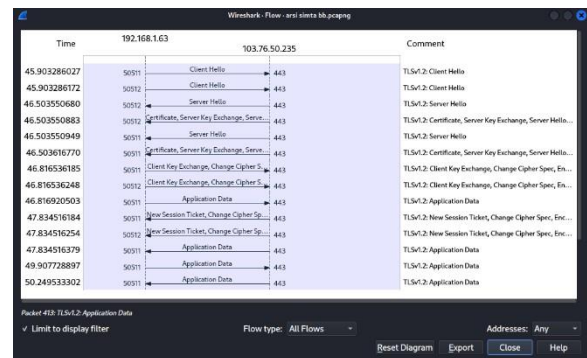 Wireshark · Flow · arsi simta bb.pcapng
Time 192.168.1.63 103.76.50.235 Comment
45.903286027 50511 Client Hello 443 TLSv1.2: Client Hello
45.903286172 50512 Client Hello 443 TLSv1.2: Client Hello
46.503550680 50512 Server Hello 443 TLSv1.2: Server Hello
46.503550883 50512 Certificate, Server Key Exchange, Serve... 443 TLSv1.2: Certificate, Server Key Exchange, Server Hello...
46.503550949 50511 Server Hello 443 TLSv1.2: Server Hello
46.503616770 50511 Certificate, Server Key Exchange, Serve... 443 TLSv1.2: Certificate, Server Key Exchange, Server Hello...
46.816536185 50511 Client Key Exchange, Change Cipher S... 443 TLSv1.2: Client Key Exchange, Change Cipher Spec, En...
46.816536248 50512 Client Key Exchange, Change Cipher S... 443 TLSv1.2: Client Key Exchange, Change Cipher Spec, En...
46.816920503 50511 Application Data 443 TLSv1.2: Application Data
47.834516184 50511 New Session Ticket, Change Cipher Sp... 443 TLSv1.2: New Session Ticket, Change Cipher Spec, Enc...
47.834516254 50512 New Session Ticket, Change Cipher Sp... 443 TLSv1.2: New Session Ticket, Change Cipher Spec, Enc...
47.834516379 50511 Application Data 443 TLSv1.2: Application Data
49.907728897 50511 Application Data 443 TLSv1.2: Application Data
50.249533302 50511 Application Data 443 TLSv1.2: Application Data
Packet 413: TLSv1.2: Application Data
Limit to display filter Flow type: All Flows Addresses: Any
Reset Diagram Export Close Help